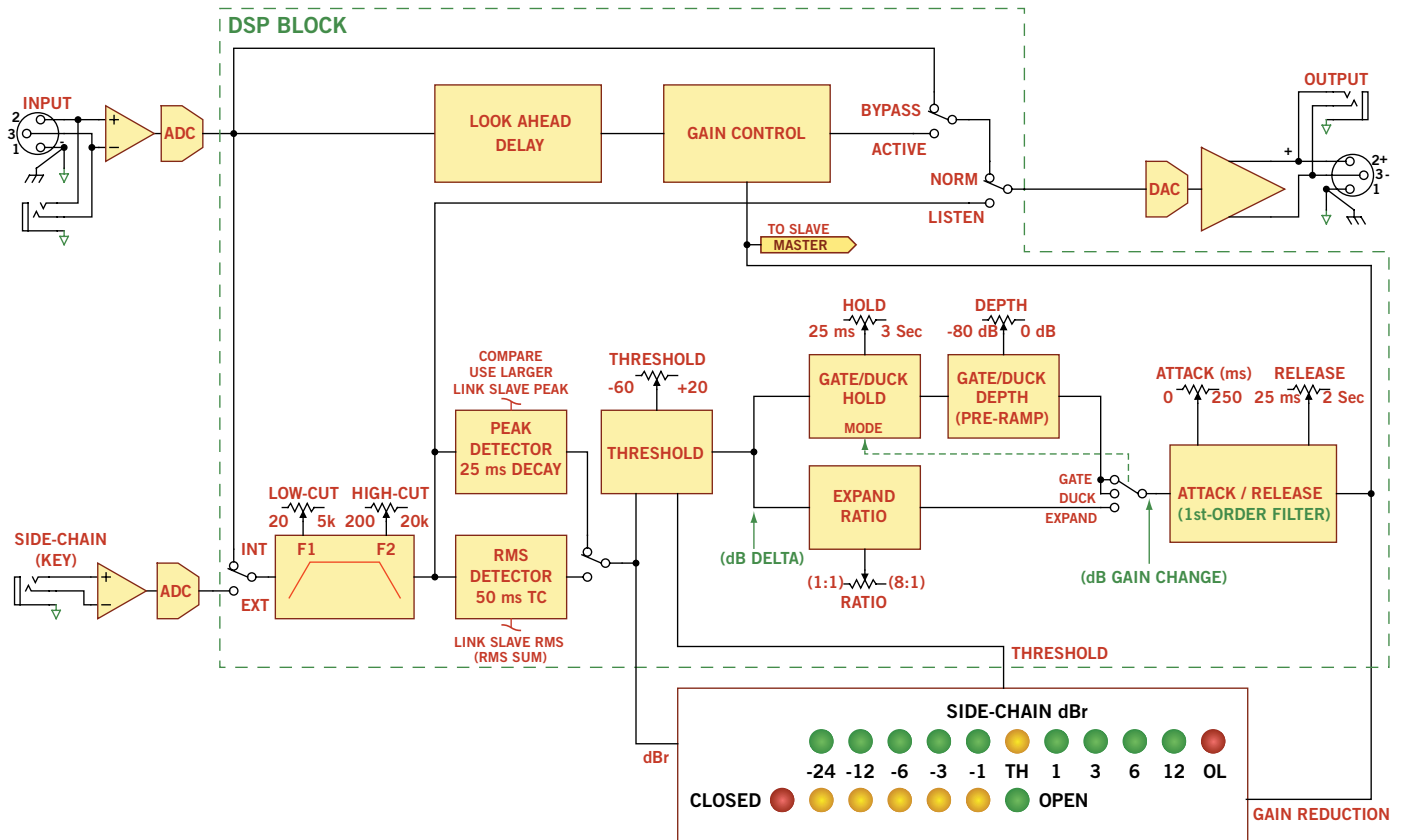 DSP BLOCK
INPUT
2
3
1
-
+
−
ADC
LOOK AHEAD
DELAY
GAIN CONTROL
BYPASS
ACTIVE
NORM
LISTEN
TO SLAVE
MASTER
DAC
OUTPUT
+
2+
3-
1
HOLD
25 ms
3 Sec
DEPTH
-80 dB
0 dB
COMPARE
USE LARGER
LINK SLAVE PEAK
THRESHOLD
-60
+20
GATE/DUCK
HOLD
MODE
GATE/DUCK
DEPTH
(PRE-RAMP)
ATTACK (ms)
0
250
RELEASE
25 ms
2 Sec
PEAK
DETECTOR
25 ms DECAY
THRESHOLD
EXPAND
RATIO
GATE
DUCK
EXPAND
ATTACK / RELEASE
(1st-ORDER FILTER)
LOW-CUT
20
5k
HIGH-CUT
200
20k
F1
F2
INT
EXT
SIDE-CHAIN
(KEY)
+
−
ADC
RMS
DETECTOR
50 ms TC
LINK SLAVE RMS
(RMS SUM)
(dB DELTA)
(1:1)
(8:1)
RATIO
(dB GAIN CHANGE)
THRESHOLD
dBr
SIDE-CHAIN dBr
-24
-12
-6
-3
-1
TH
1
3
6
12
OL
CLOSED
OPEN
GAIN REDUCTION